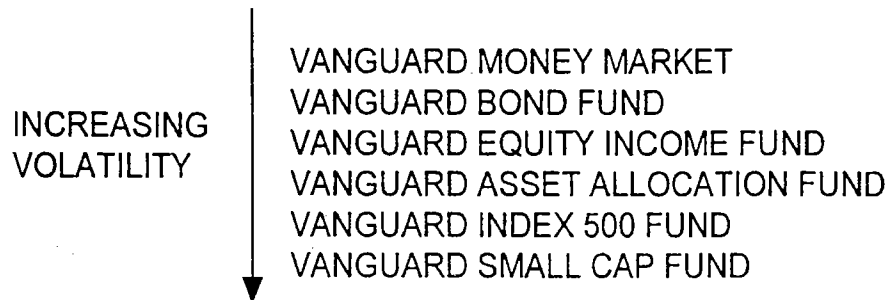 INCREASING
VOLATILITY
VANGUARD MONEY MARKET
VANGUARD BOND FUND
VANGUARD EQUITY INCOME FUND
VANGUARD ASSET ALLOCATION FUND
VANGUARD INDEX 500 FUND
VANGUARD SMALL CAP FUND